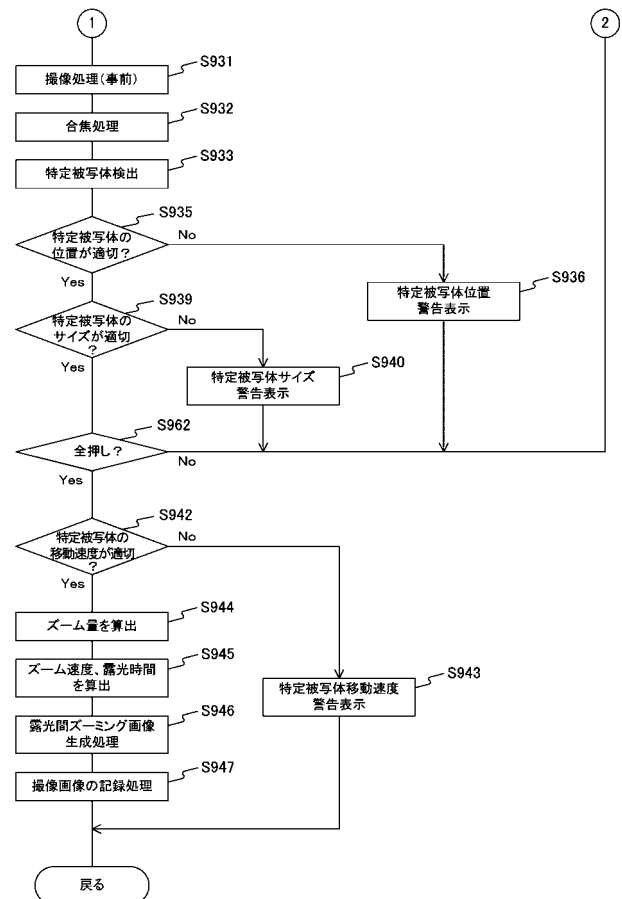 1
2
S931
撮像処理(事前)
S932
合焦処理
S933
特定被写体検出
S935
特定被写体の
位置が適切?
No
Yes
S936
特定被写体位置
警告表示
S939
特定被写体の
サイズが適切
?
No
Yes
S940
特定被写体サイズ
警告表示
S962
全押し?
No
Yes
S942
特定被写体の
移動速度が適切
?
No
Yes
S944
ズーム量を算出
S945
ズーム速度、露光時間
を算出
S943
特定被写体移動速度
警告表示
S946
露光間ズーミング画像
生成処理
S947
撮像画像の記録処理
戻る